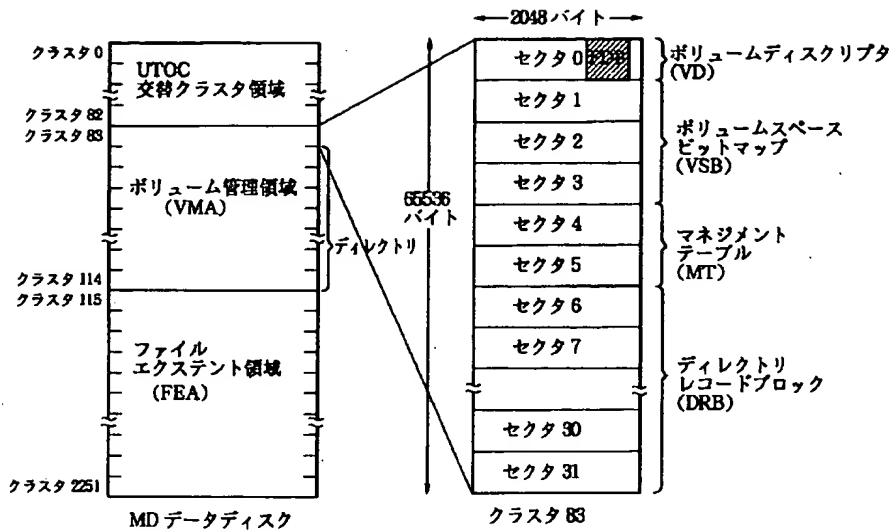 クラスタ0
UTOC
交替クラスタ領域
クラスタ82
クラスタ83
ボリューム管理領域
(VMA)
ディレクトリ
クラスタ114
クラスタ115
ファイル
エクステント領域
(FEA)
クラスタ2251
MDデータディスク
2048バイト
65536
バイト
セクタ0
セクタ1
セクタ2
セクタ3
セクタ4
セクタ5
セクタ6
セクタ7
セクタ30
セクタ31
クラスタ83
ボリュームディスクリプタ
(VD)
ボリュームスペース
ビットマップ
(VSB)
マネジメント
テーブル
(MT)
ディレクトリ
レコードブロック
(DRB)